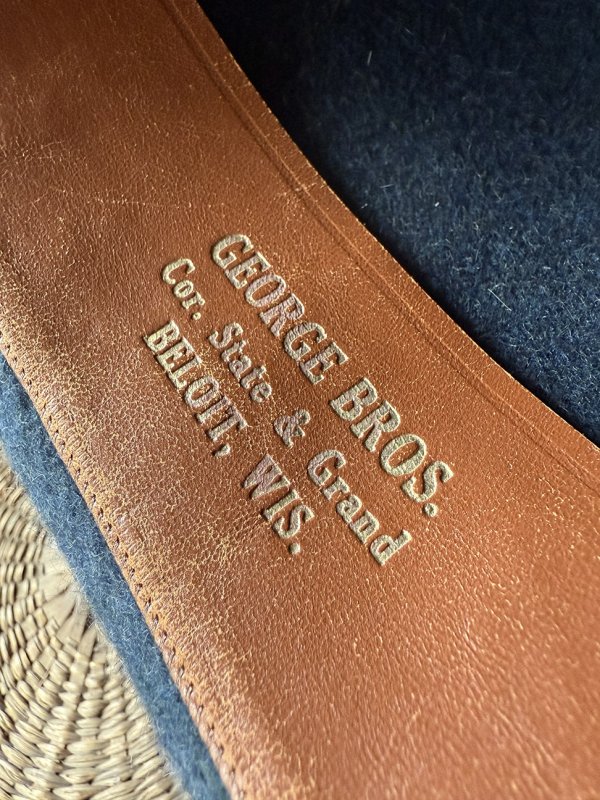 GEORGE BROS.
Cor. State & Grand
BELOIT, WIS.